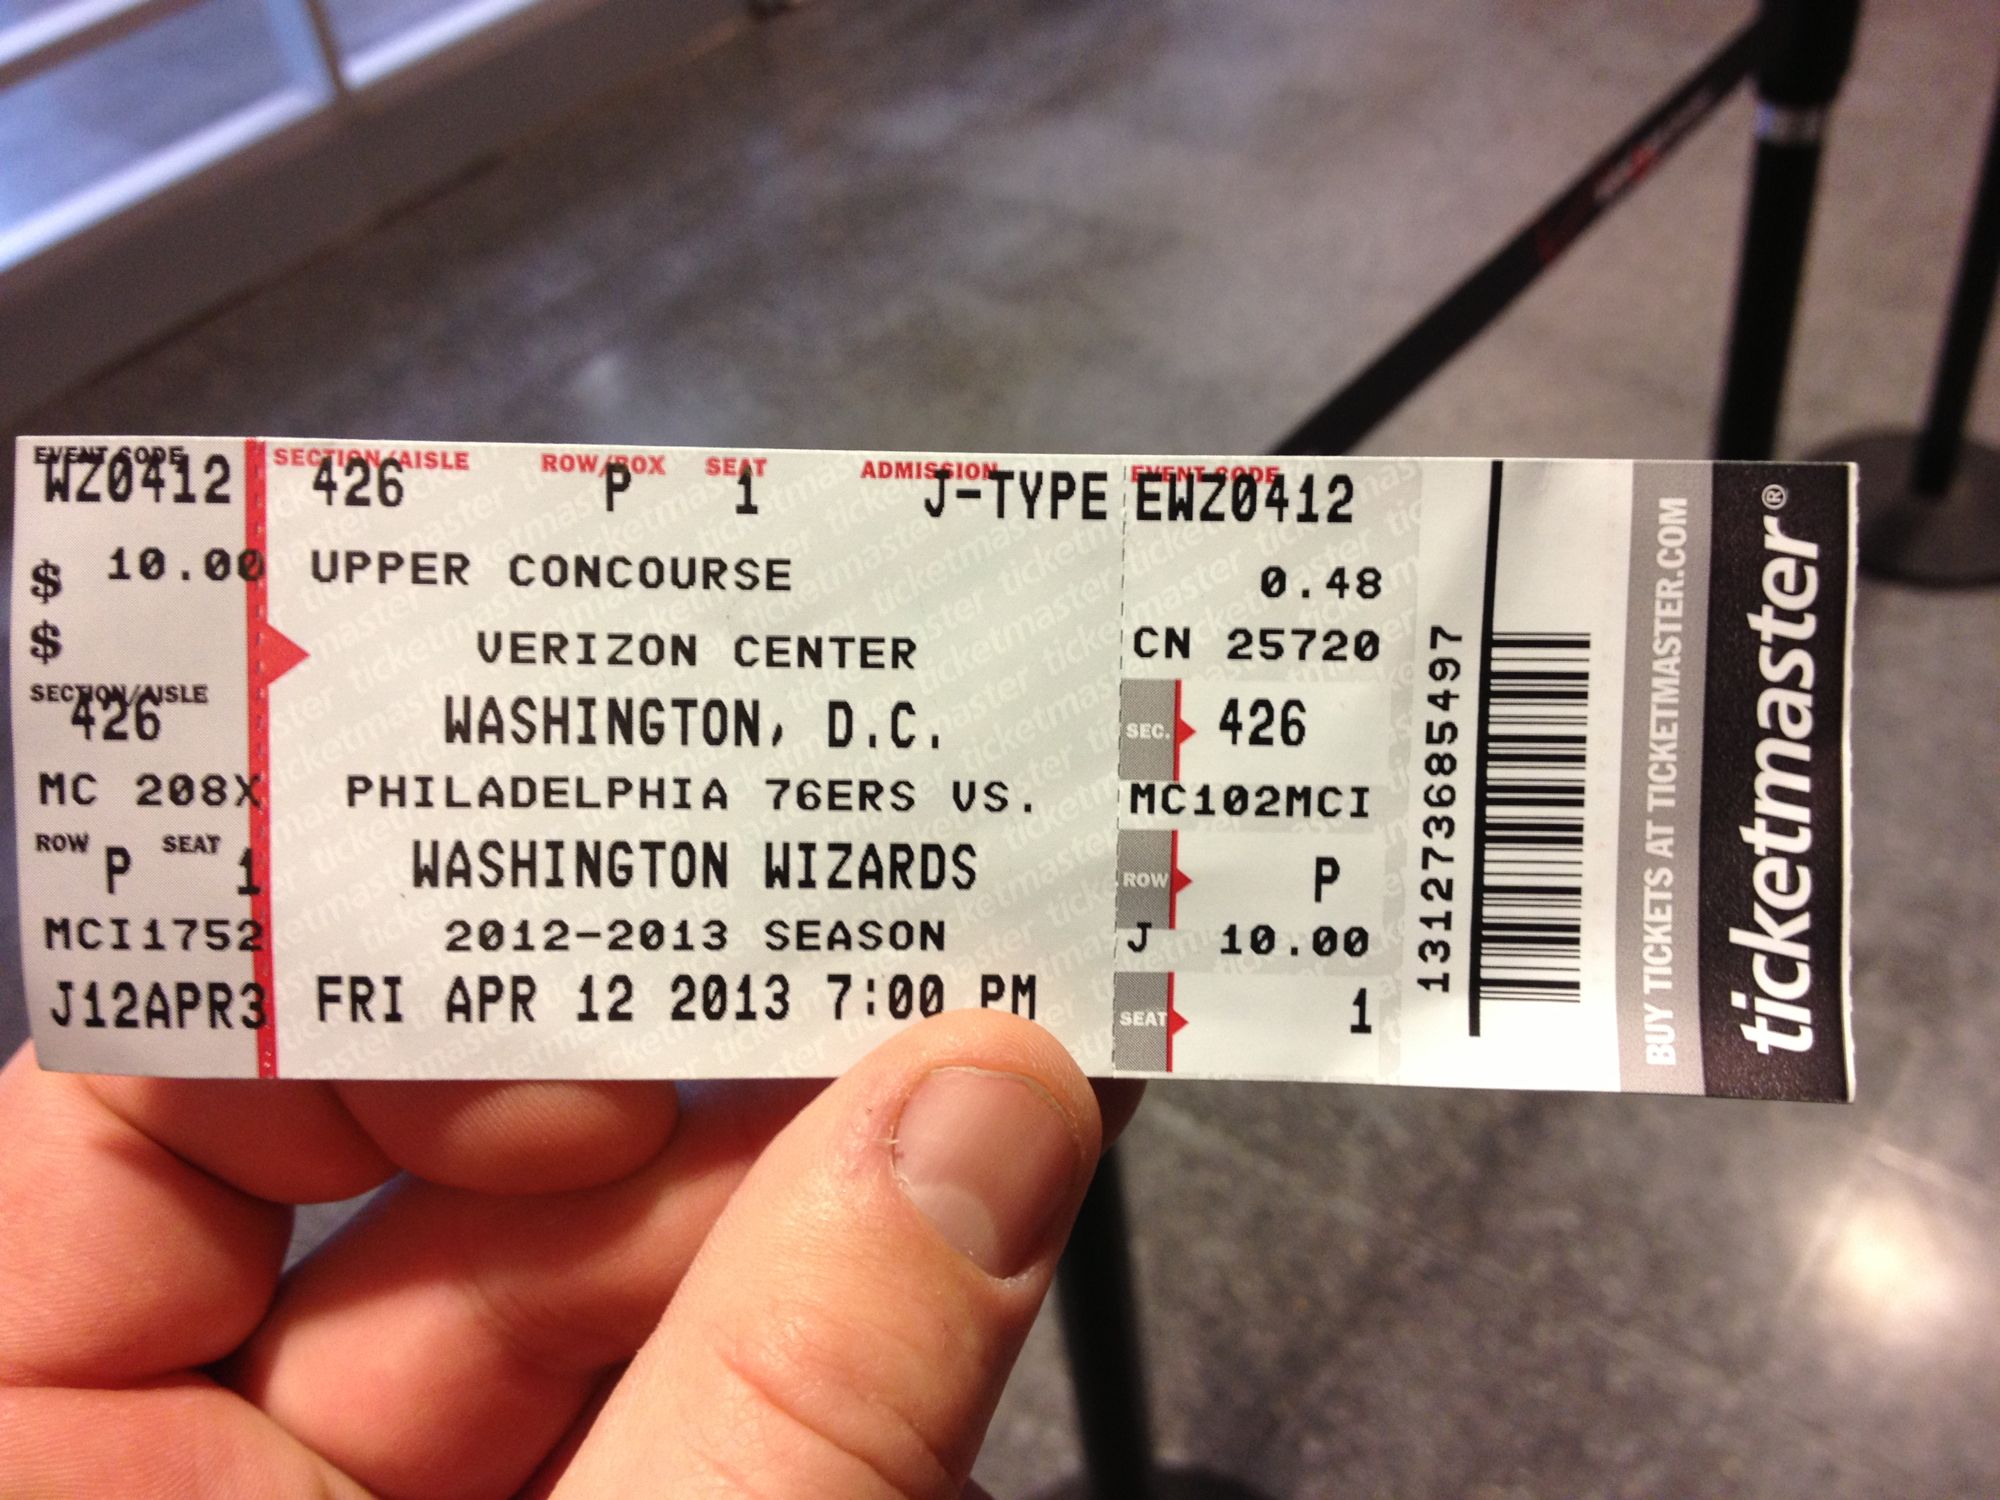 EVENT CODE
WZ0412
$ 10.00
$
SECTION/AISLE
426
MC 208X
ROW SEAT
P 1
MCI1752
J12APR3
SECTION/AISLE ROW/BOX SEAT ADMISSION
426 P 1 J-TYPE
UPPER CONCOURSE
VERIZON CENTER
WASHINGTON, D.C.
PHILADELPHIA 76ERS VS.
WASHINGTON WIZARDS
2012-2013 SEASON
FRI APR 12 2013 7:00 PM
EVENT CODE
EWZ0412
0.48
CN 25720
SEC. 426
MC102MCI
ROW P
J 10.00
SEAT 1
131273685497
BUY TICKETS AT TICKETMASTER.COM
ticketmaster®